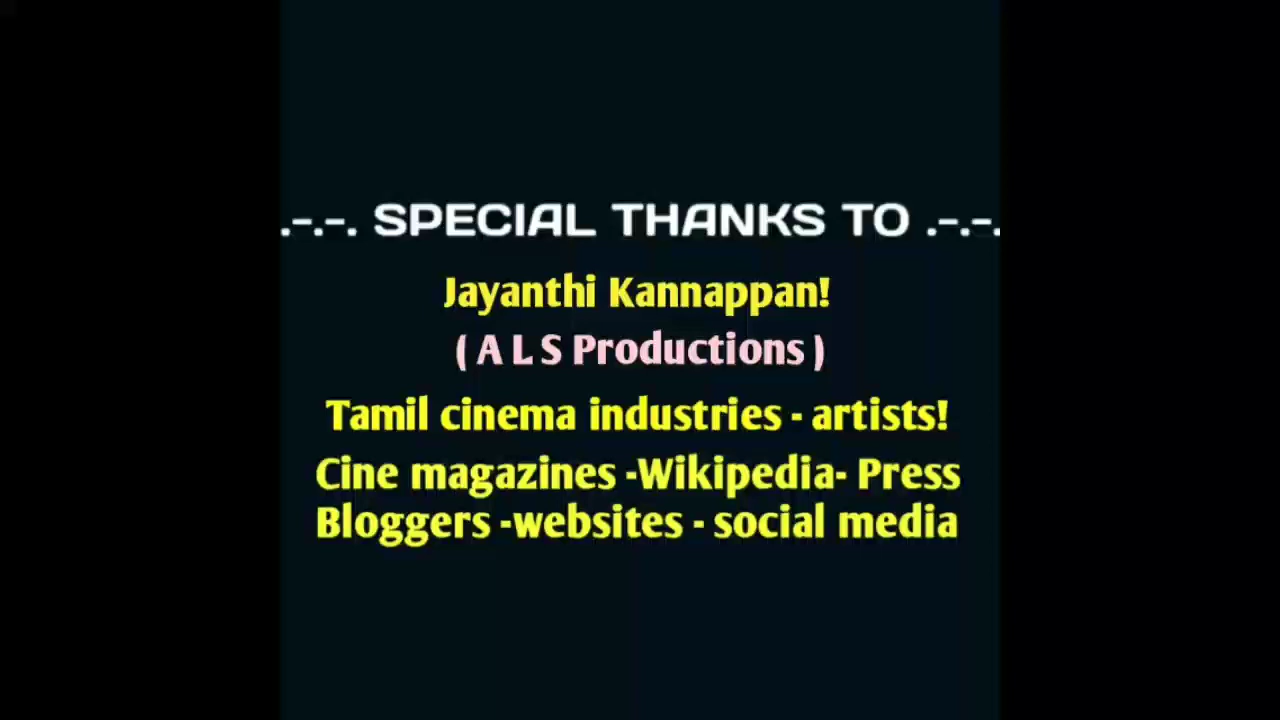 .-.-. SPECIAL THANKS TO .-.-.
Jayanthi Kannappan!
( A L S Productions )
Tamil cinema industries - artists!
Cine magazines -Wikipedia- Press
Bloggers -websites - social media